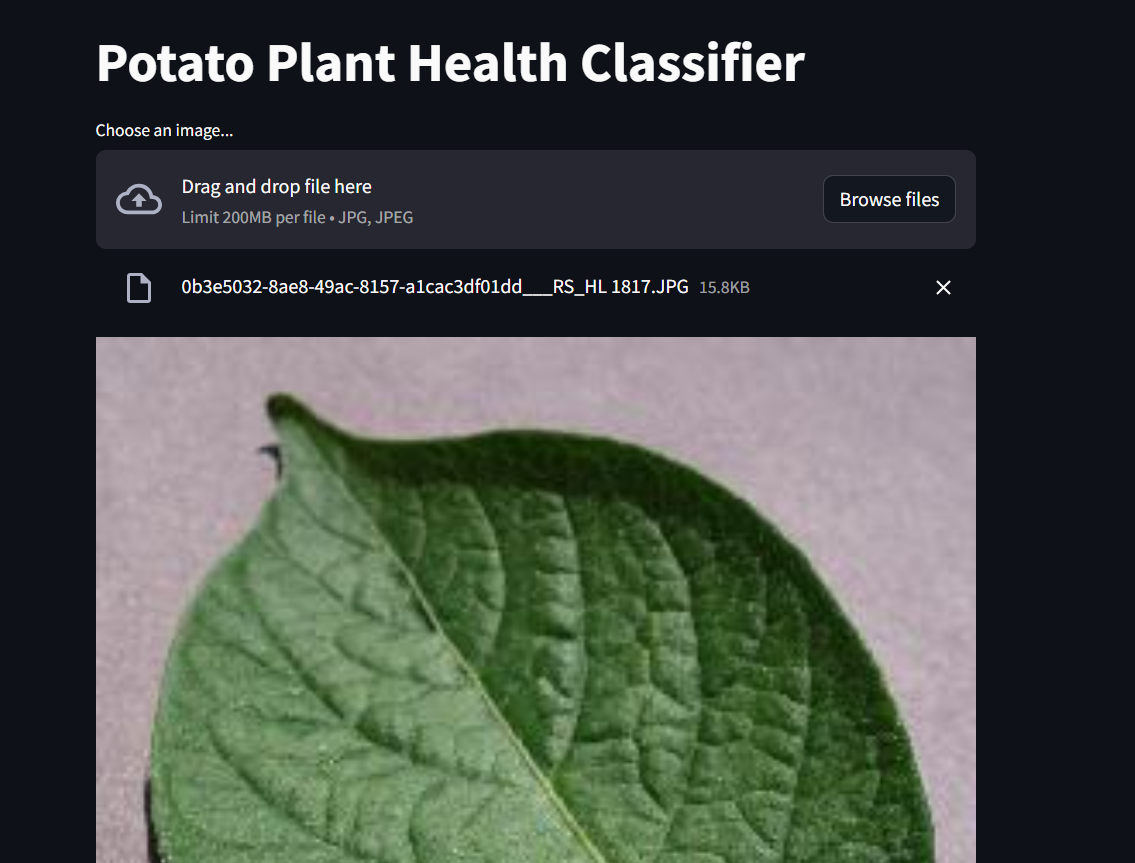 Potato Plant Health Classifier
Choose an image...
Drag and drop file here
Limit 200MB per file • JPG, JPEG
Browse files
0b3e5032-8ae8-49ac-8157-a1cac3df01dd___RS_HL 1817.JPG 15.8KB